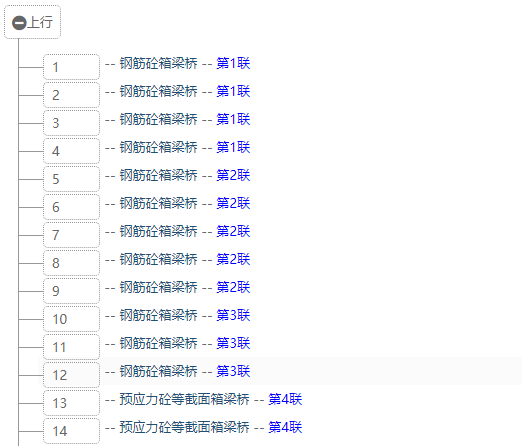 上行
1 -- 钢筋砼箱梁桥 -- 第1联
2 -- 钢筋砼箱梁桥 -- 第1联
3 -- 钢筋砼箱梁桥 -- 第1联
4 -- 钢筋砼箱梁桥 -- 第1联
5 -- 钢筋砼箱梁桥 -- 第2联
6 -- 钢筋砼箱梁桥 -- 第2联
7 -- 钢筋砼箱梁桥 -- 第2联
8 -- 钢筋砼箱梁桥 -- 第2联
9 -- 钢筋砼箱梁桥 -- 第2联
10 -- 钢筋砼箱梁桥 -- 第3联
11 -- 钢筋砼箱梁桥 -- 第3联
12 -- 钢筋砼箱梁桥 -- 第3联
13 -- 预应力砼等截面箱梁桥 -- 第4联
14 -- 预应力砼等截面箱梁桥 -- 第4联